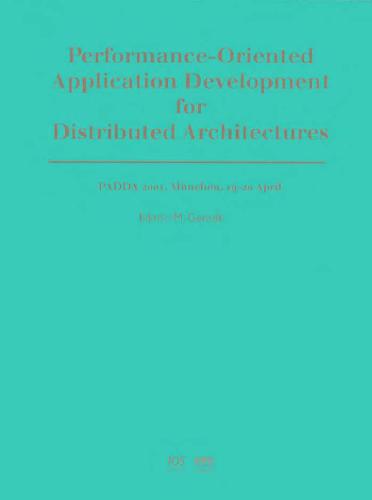 Performance-Oriented
Application Development
for
Distributed Architectures
PADDA 2001, München, 19-20 April
Editor: M. Gerndt
IOS